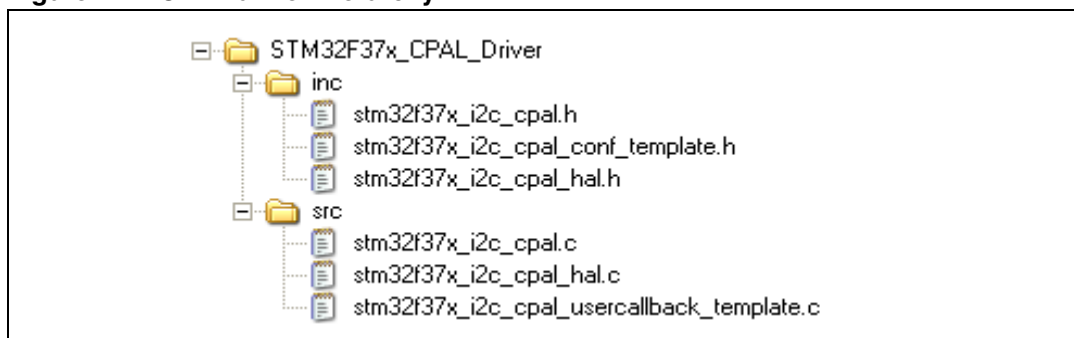 STM32F37x_CPAL_Driver
inc
stm32f37x_i2c_cpal.h
stm32f37x_i2c_cpal_conf_template.h
stm32f37x_i2c_cpal_hal.h
src
stm32f37x_i2c_cpal.c
stm32f37x_i2c_cpal_hal.c
stm32f37x_i2c_cpal_usercallback_template.c